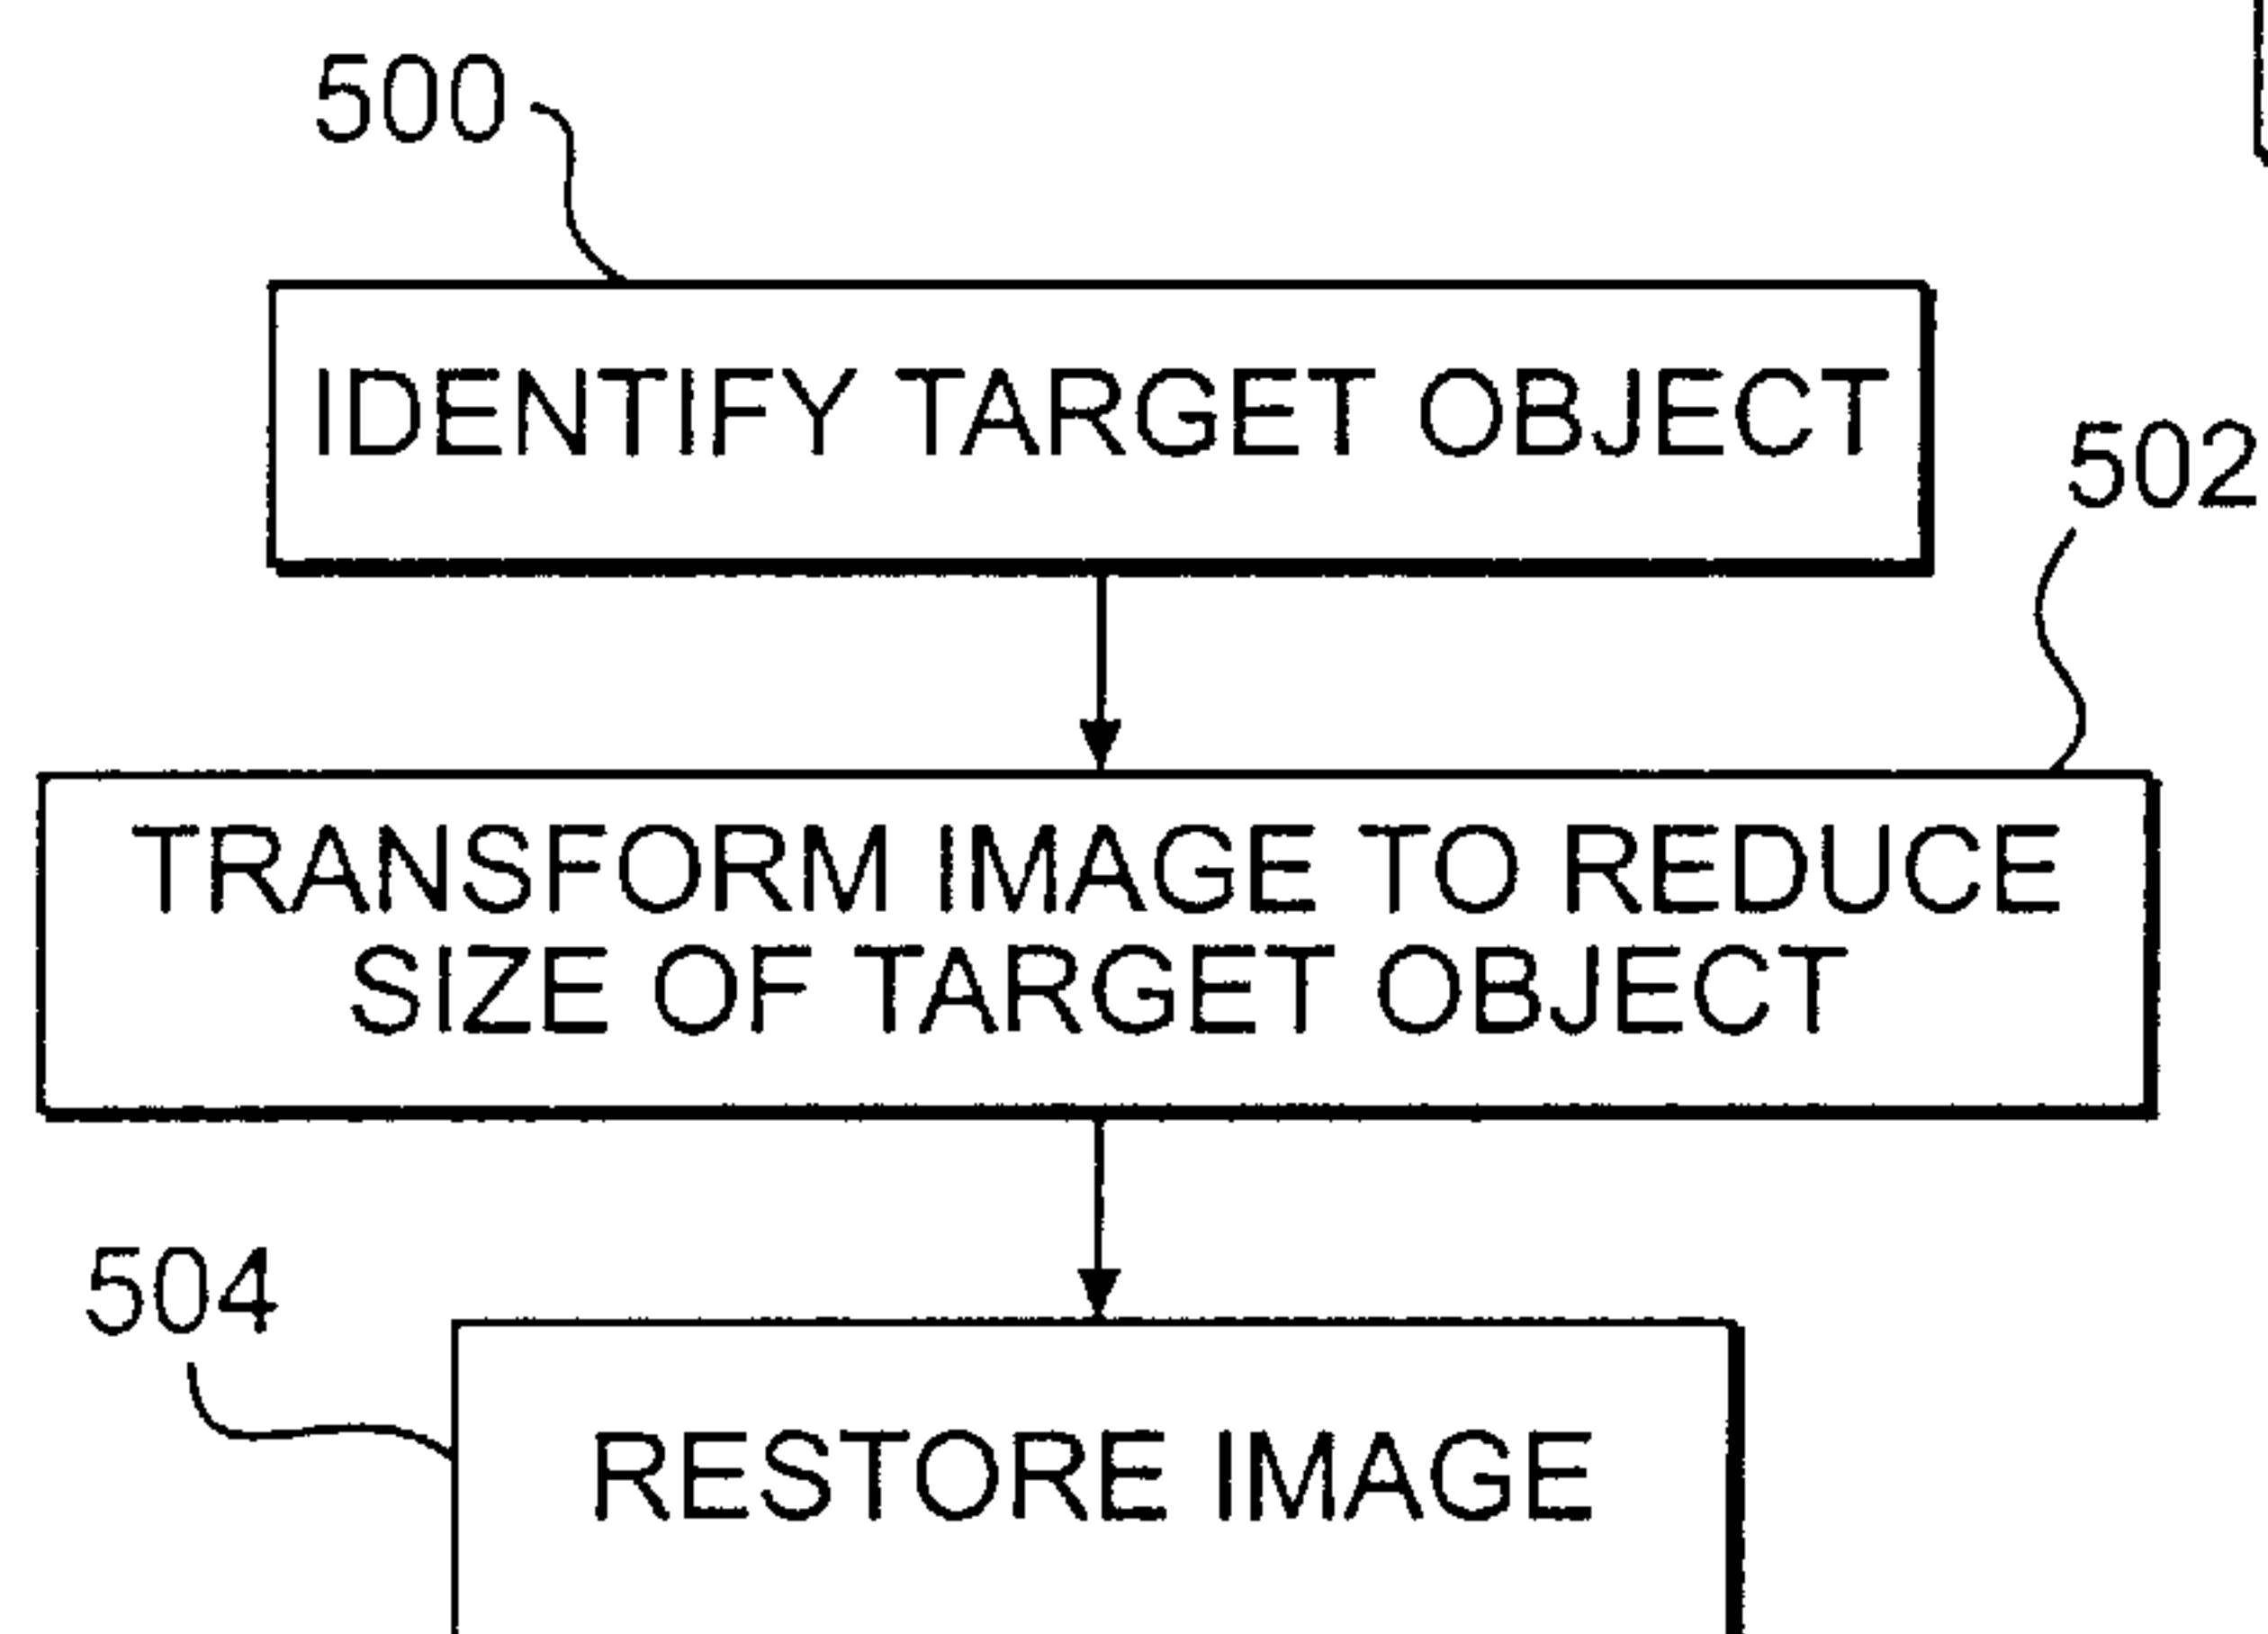 500
IDENTIFY TARGET OBJECT
502
TRANSFORM IMAGE TO REDUCE
SIZE OF TARGET OBJECT
504
RESTORE IMAGE